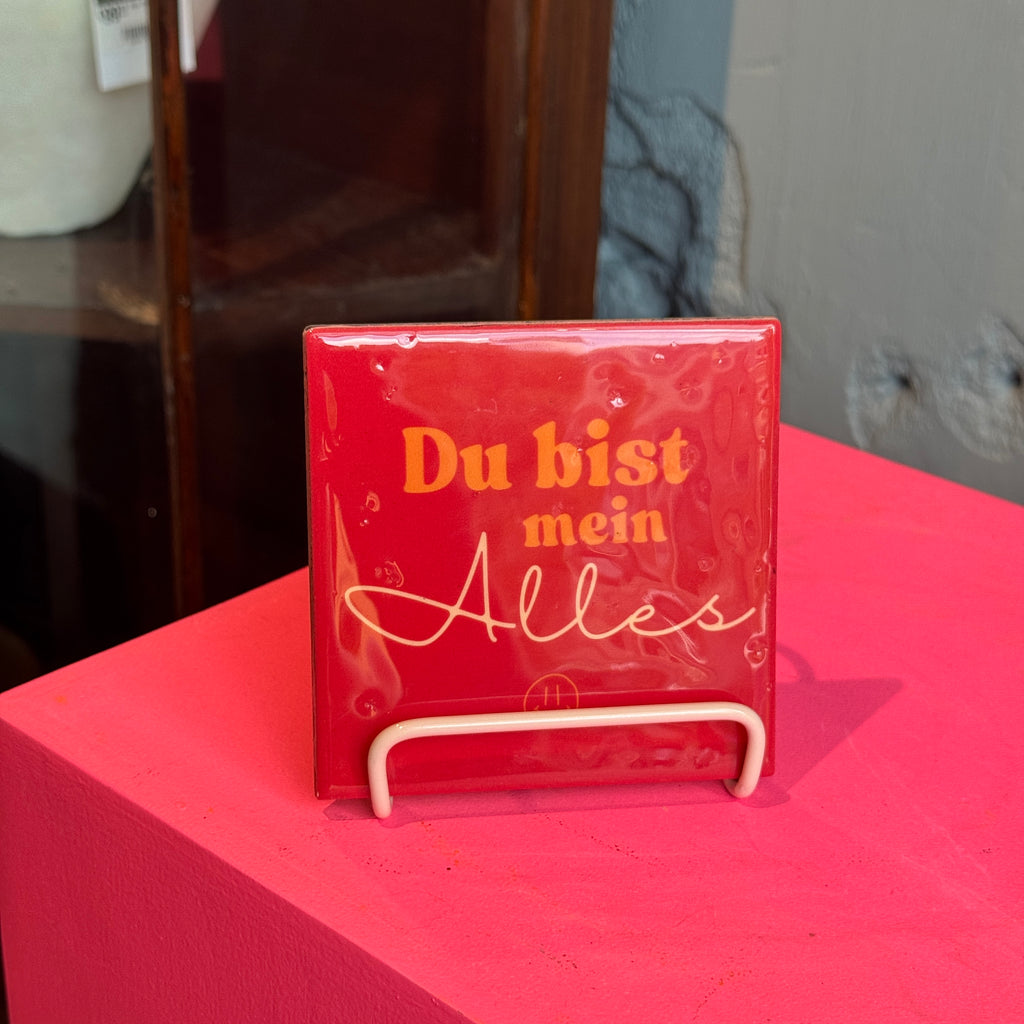 Du bist
mein
Alles